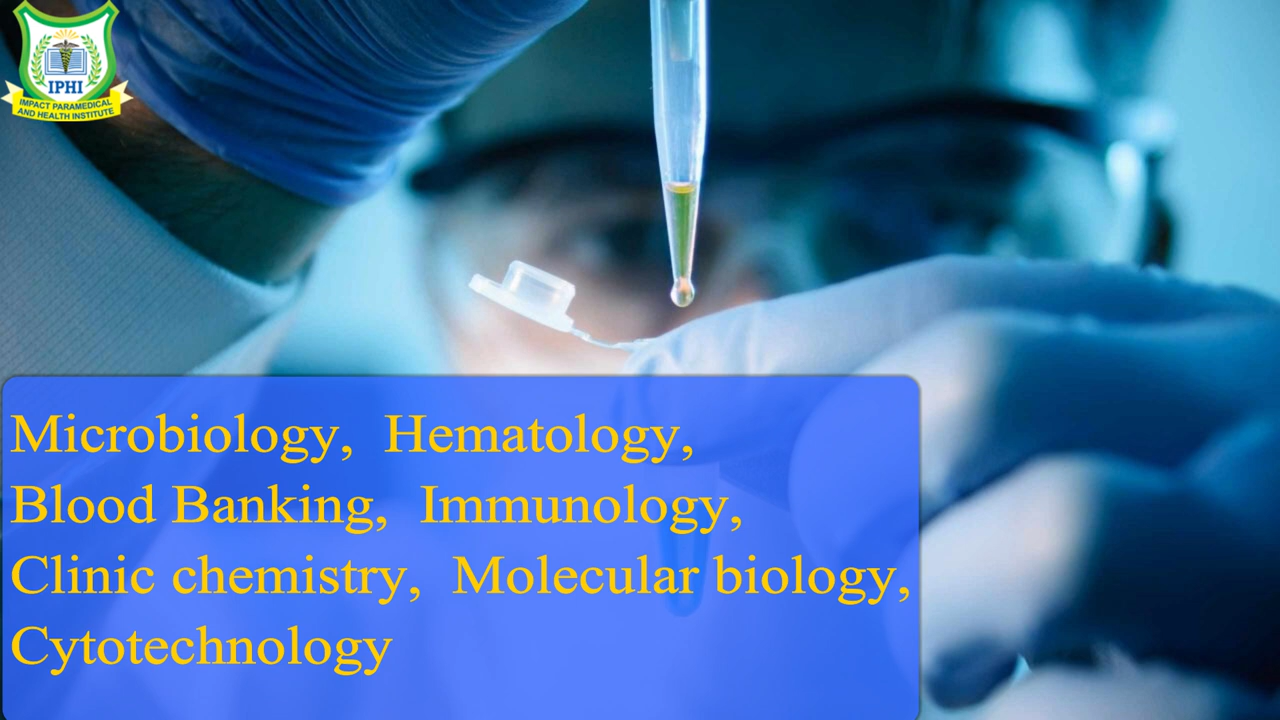 IPHI
IMPACT PARAMEDICAL
AND HEALTH INSTITUTE
Microbiology, Hematology,
Blood Banking, Immunology,
Clinic chemistry, Molecular biology,
Cytotechnology